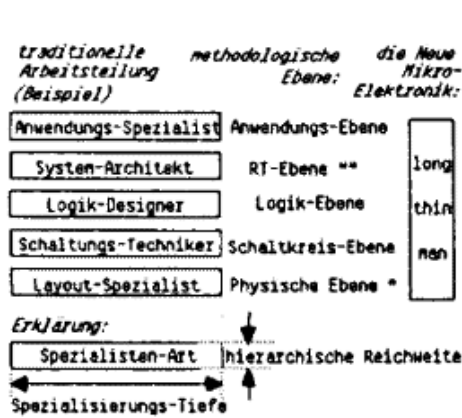 traditionelle Arbeitsteilung (Beispiel)
methodologische Ebene:
die Neue Mikro-Elektronik:
Anwendungs-Spezialist Anwendungs-Ebene
System-Architekt RT-Ebene ** long
Logik-Designer Logik-Ebene thin
Schaltungs-Techniker Schaltkreis-Ebene man
Layout-Spezialist Physische Ebene *
Erklärung:
Spezialisten-Art hierarchische Reichweite
Spezialisierungs-Tiefe